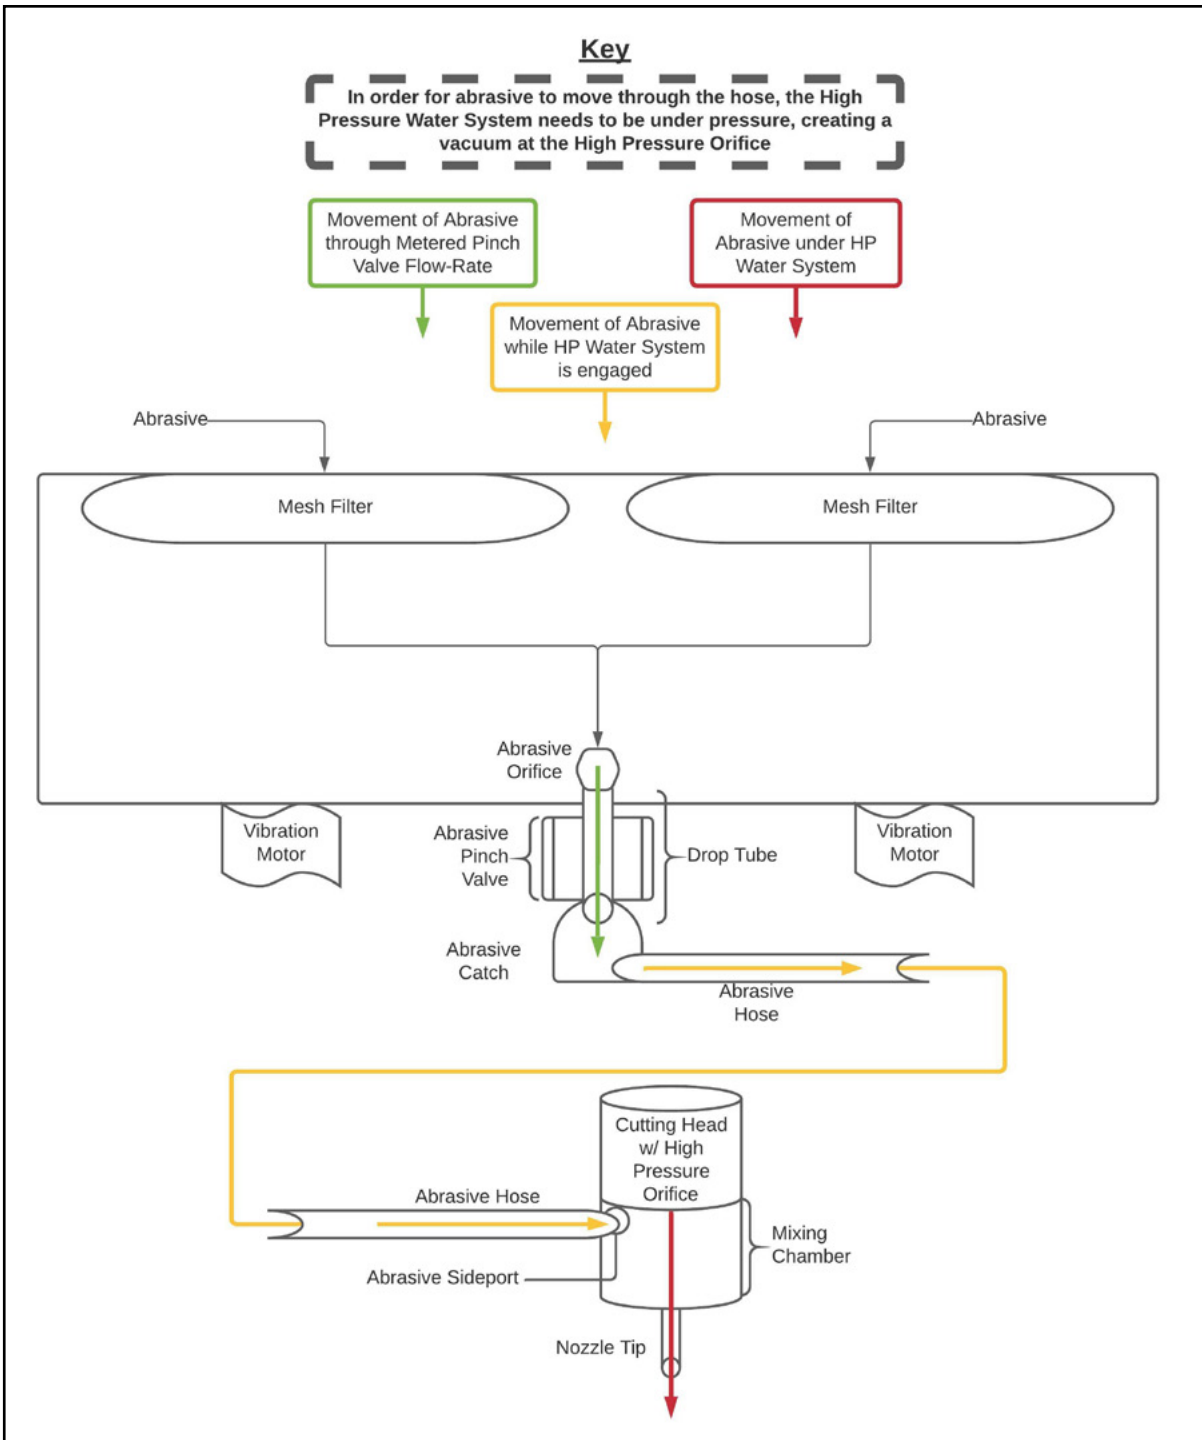 Key
In order for abrasive to move through the hose, the High
Pressure Water System needs to be under pressure, creating a
vacuum at the High Pressure Orifice
Movement of Abrasive
through Metered Pinch
Valve Flow-Rate
Movement of
Abrasive under HP
Water System
Movement of Abrasive
while HP Water System
is engaged
Abrasive
Abrasive
Mesh Filter
Mesh Filter
Abrasive
Orifice
Vibration
Motor
Abrasive
Pinch
Valve
Drop Tube
Vibration
Motor
Abrasive
Catch
Abrasive
Hose
Cutting Head
w/ High
Pressure
Orifice
Abrasive Hose
Mixing
Chamber
Abrasive Sideport
Nozzle Tip